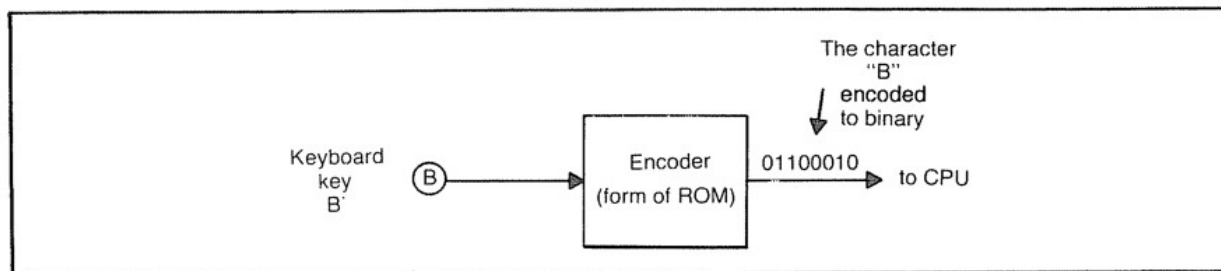 The character
"B"
encoded
to binary
Keyboard
key
B
B
Encoder
(form of ROM)
01100010
to CPU